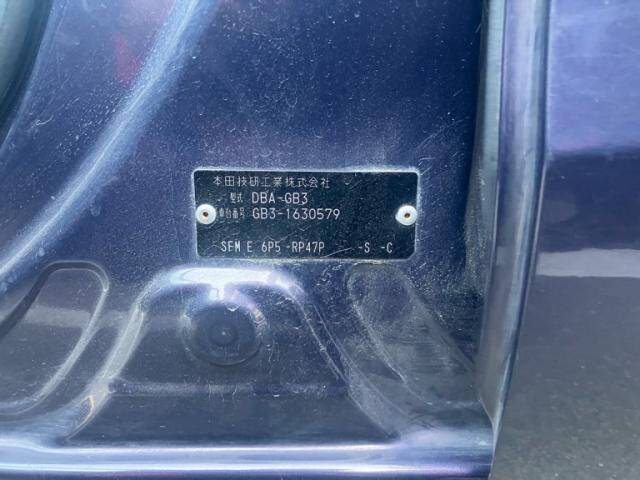 本田技研工業株式会社
型式 DBA-GB3
車台番号 GB3-1630579
SFM E 6P5 -RP47P -S -C